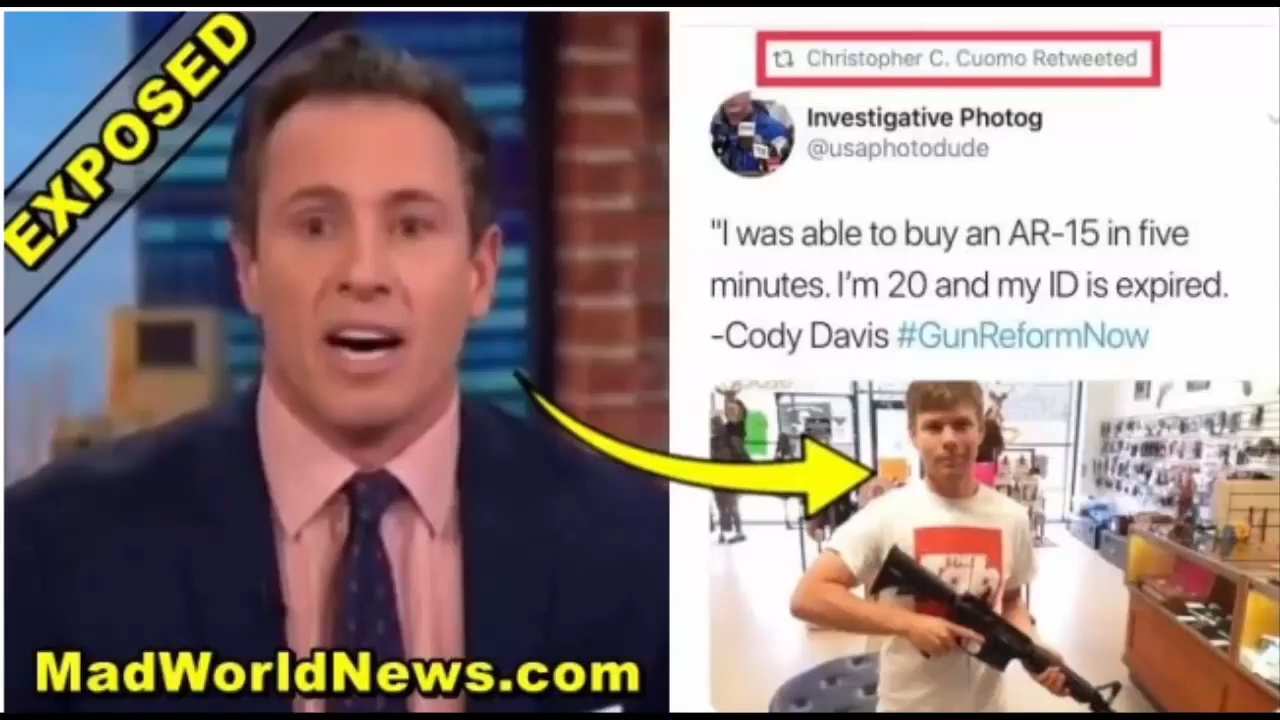 EXPOSED
MadWorldNews.com
Christopher C. Cuomo Retweeted
Investigative Photog
@usaphotodude
"I was able to buy an AR-15 in five
minutes. I'm 20 and my ID is expired.
-Cody Davis #GunReformNow